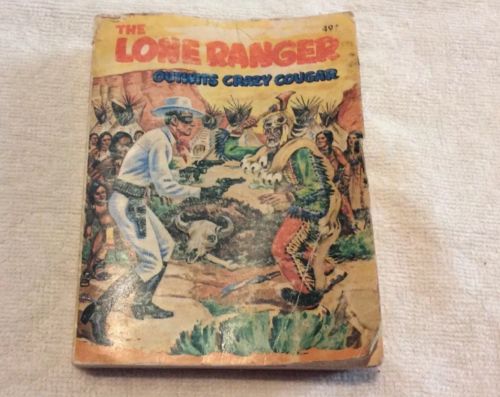 THE
49¢
LONE RANGER
OUTWITS CRAZY COUGAR